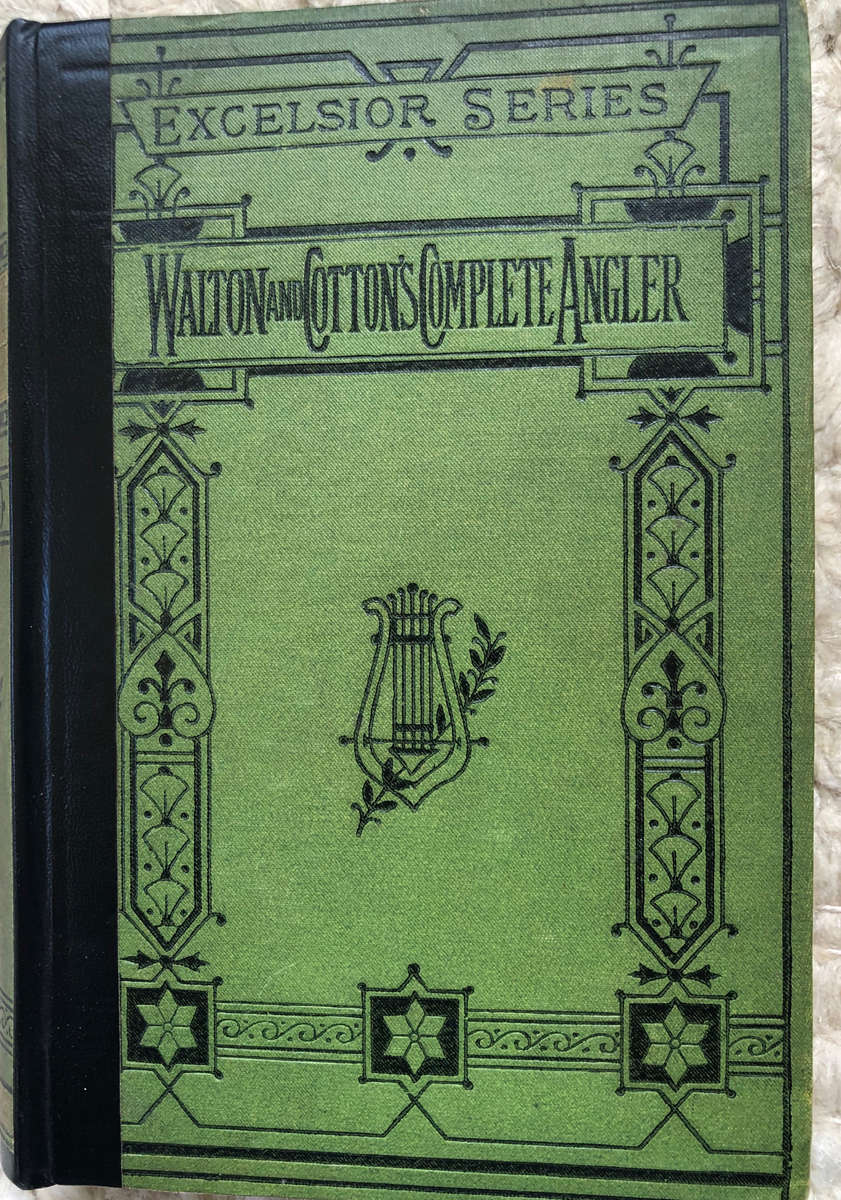 EXCELSIOR SERIES
WALTON AND COTTON'S COMPLETE ANGLER